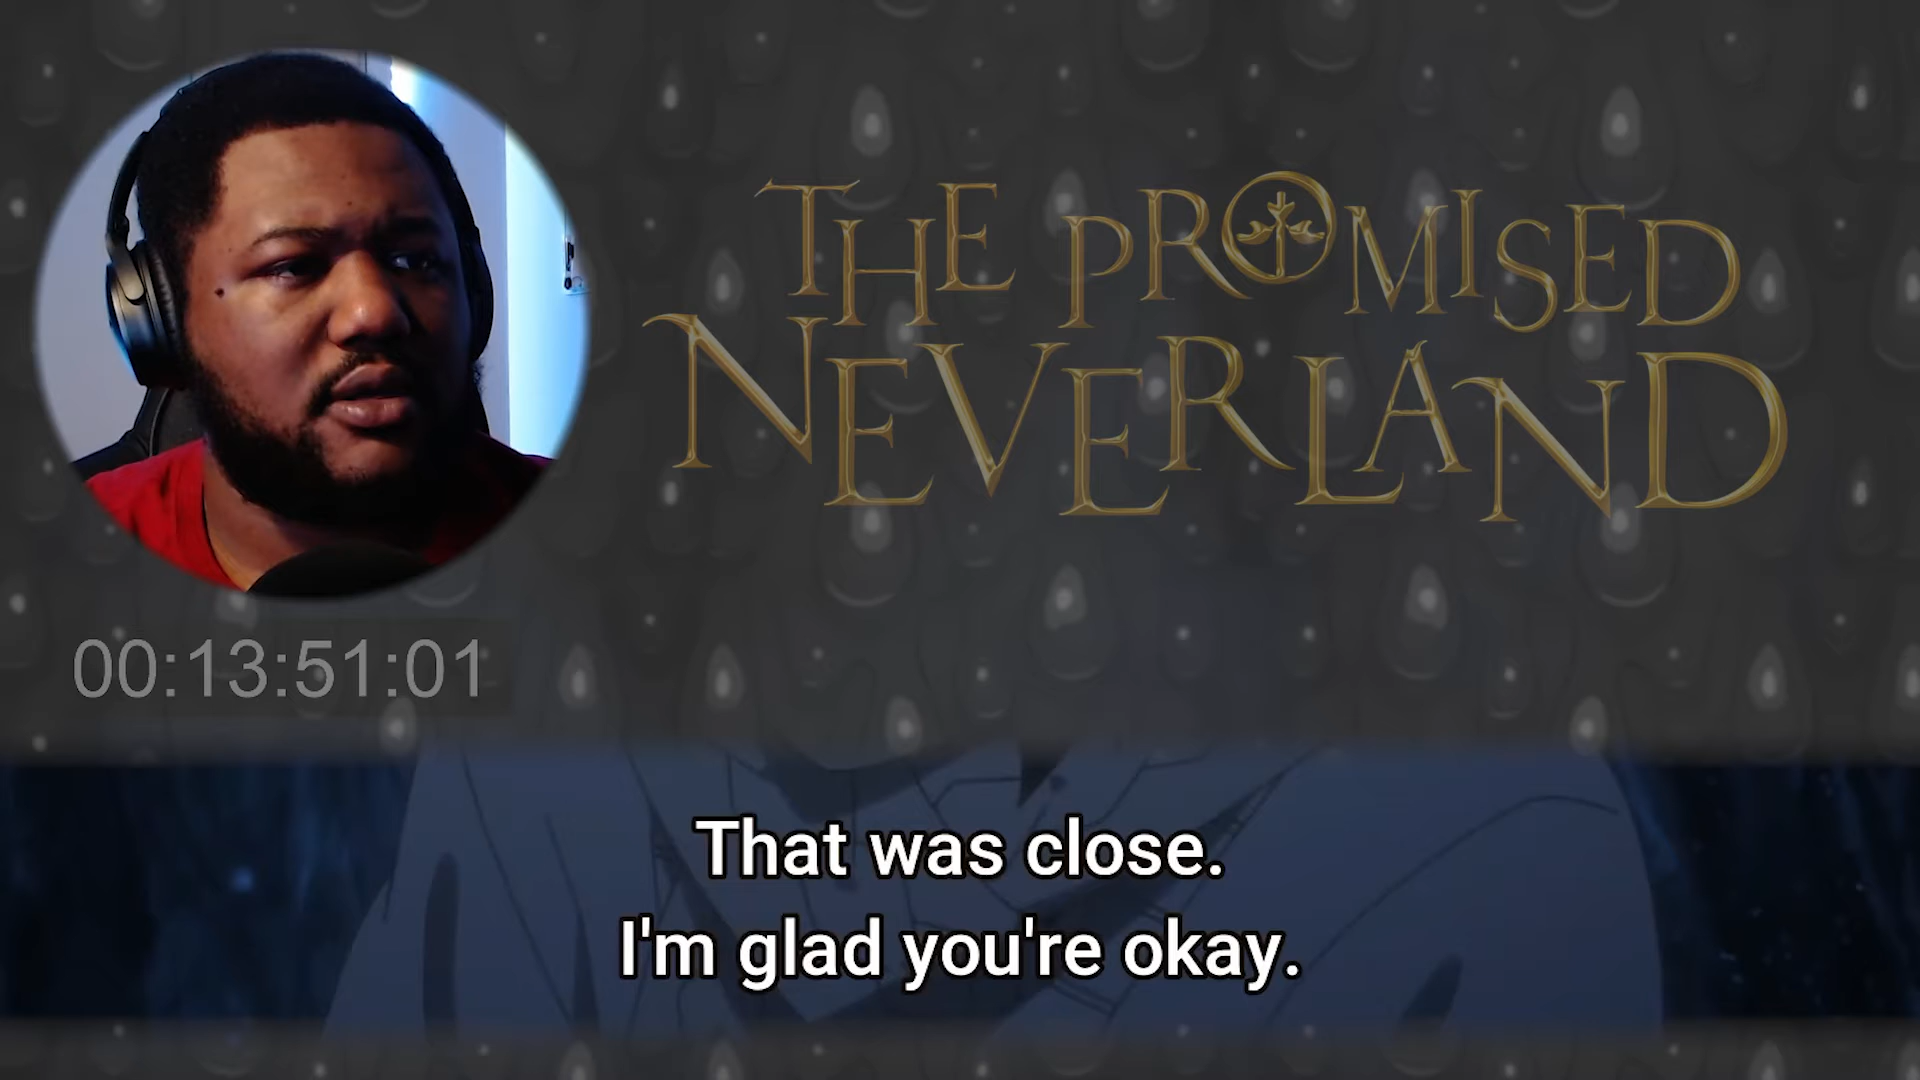 THE PROMISED
NEVERLAND
00:13:51:01
That was close.
I'm glad you're okay.